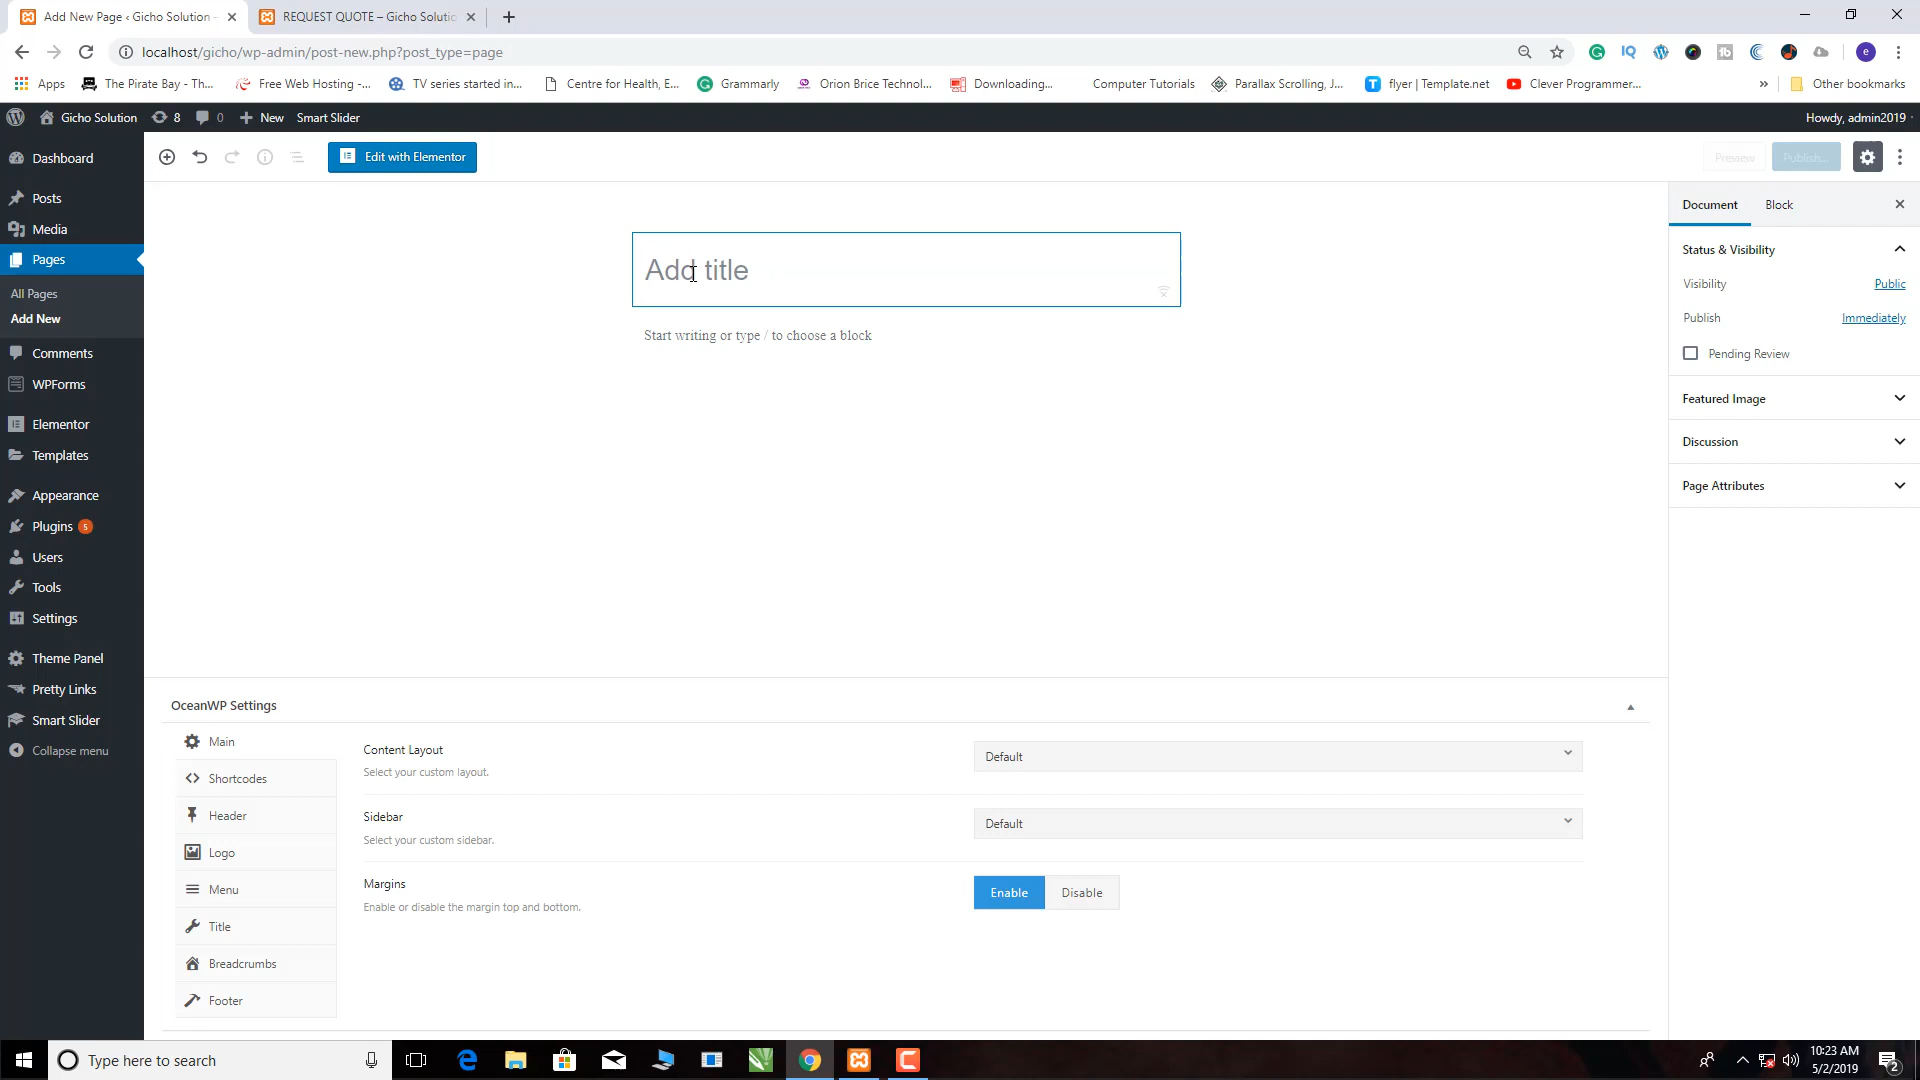 Add New Page ‹ Gicho Solution –
REQUEST QUOTE – Gicho Solutio
localhost/gicho/wp-admin/post-new.php?post_type=page
Apps
The Pirate Bay - Th...
Free Web Hosting -...
TV series started in...
Centre for Health, E...
Grammarly
Orion Brice Technol...
Downloading...
Computer Tutorials
Parallax Scrolling, J...
flyer | Template.net
Clever Programmer...
»
Other bookmarks
Gicho Solution
8
0
New
Smart Slider
Howdy, admin2019
Dashboard
Posts
Media
Pages
All Pages
Add New
Comments
WPForms
Elementor
Templates
Appearance
Plugins 5
Users
Tools
Settings
Theme Panel
Pretty Links
Smart Slider
Collapse menu
Edit with Elementor
Preview
Publish...
Add title
Start writing or type / to choose a block
Document
Block
Status & Visibility
Visibility
Public
Publish
Immediately
Pending Review
Featured Image
Discussion
Page Attributes
OceanWP Settings
Main
Shortcodes
Header
Logo
Menu
Title
Breadcrumbs
Footer
Content Layout
Select your custom layout.
Default
Sidebar
Select your custom sidebar.
Default
Margins
Enable or disable the margin top and bottom.
Enable
Disable
Type here to search
10:23 AM
5/2/2019
2